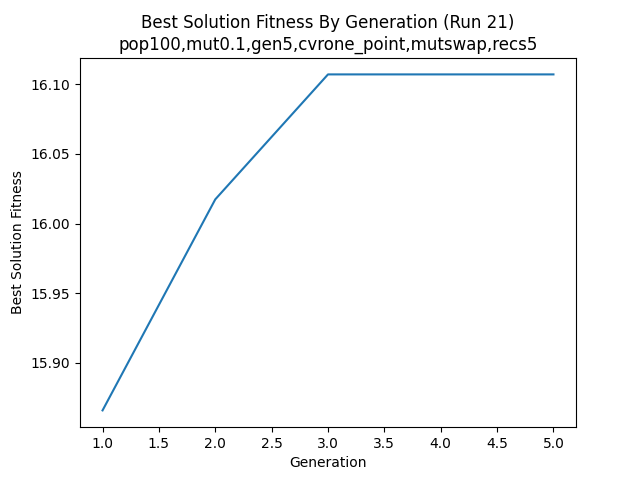 Best Solution Fitness By Generation (Run 21)
pop100,mut0.1,gen5,cvrone_point,mutswap,recs5
16.10
16.05
16.00
15.95
15.90
Best Solution Fitness
1.0 1.5 2.0 2.5 3.0 3.5 4.0 4.5 5.0
Generation